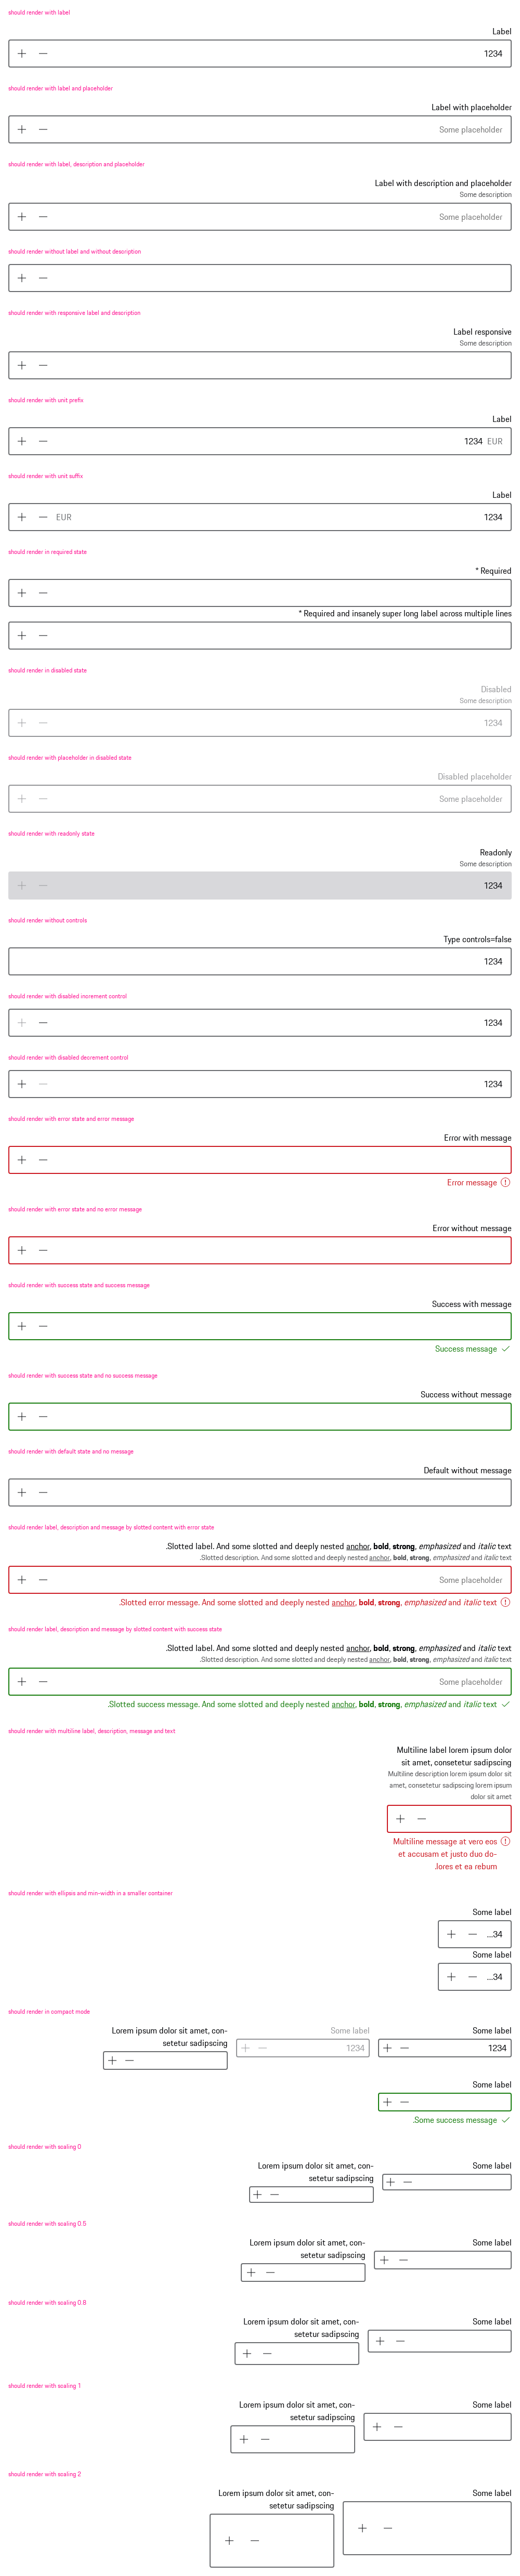 should render with label
Label
1234
should render with label and placeholder
Label with placeholder
Some placeholder
should render with label, description and placeholder
Label with description and placeholder
Some description
Some placeholder
should render without label and without description
should render with responsive label and description
Label responsive
Some description
should render with unit prefix
Label
1234 EUR
should render with unit suffix
Label
EUR 1234
should render in required state
* Required
* Required and insanely super long label across multiple lines
should render in disabled state
Disabled
Some description
1234
should render with placeholder in disabled state
Disabled placeholder
Some placeholder
should render with readonly state
Readonly
Some description
1234
should render without controls
Type controls=false
1234
should render with disabled increment control
1234
should render with disabled decrement control
1234
should render with error state and error message
Error with message
Error message
should render with error state and no error message
Error without message
should render with success state and success message
Success with message
Success message
should render with success state and no success message
Success without message
should render with default state and no message
Default without message
should render label, description and message by slotted content with error state
.Slotted label. And some slotted and deeply nested anchor, bold, strong, emphasized and italic text
.Slotted description. And some slotted and deeply nested anchor, bold, strong, emphasized and italic text
Some placeholder
.Slotted error message. And some slotted and deeply nested anchor, bold, strong, emphasized and italic text
should render label, description and message by slotted content with success state
.Slotted label. And some slotted and deeply nested anchor, bold, strong, emphasized and italic text
.Slotted description. And some slotted and deeply nested anchor, bold, strong, emphasized and italic text
Some placeholder
.Slotted success message. And some slotted and deeply nested anchor, bold, strong, emphasized and italic text
should render with multiline label, description, message and text
Multiline label lorem ipsum dolor
sit amet, consetetur sadipscing
Multiline description lorem ipsum dolor sit
amet, consetetur sadipscing lorem ipsum
dolor sit amet
Multiline message at vero eos
et accusam et justo duo do-
.lores et ea rebum
should render with ellipsis and min-width in a smaller container
Some label
…34
Some label
…34
should render in compact mode
Some label
1234
Some label
1234
Lorem ipsum dolor sit amet, con-
setetur sadipscing
Some label
.Some success message
should render with scaling 0
Some label
Lorem ipsum dolor sit amet, con-
setetur sadipscing
should render with scaling 0.5
Some label
Lorem ipsum dolor sit amet, con-
setetur sadipscing
should render with scaling 0.8
Some label
Lorem ipsum dolor sit amet, con-
setetur sadipscing
should render with scaling 1
Some label
Lorem ipsum dolor sit amet, con-
setetur sadipscing
should render with scaling 2
Some label
Lorem ipsum dolor sit amet, con-
setetur sadipscing